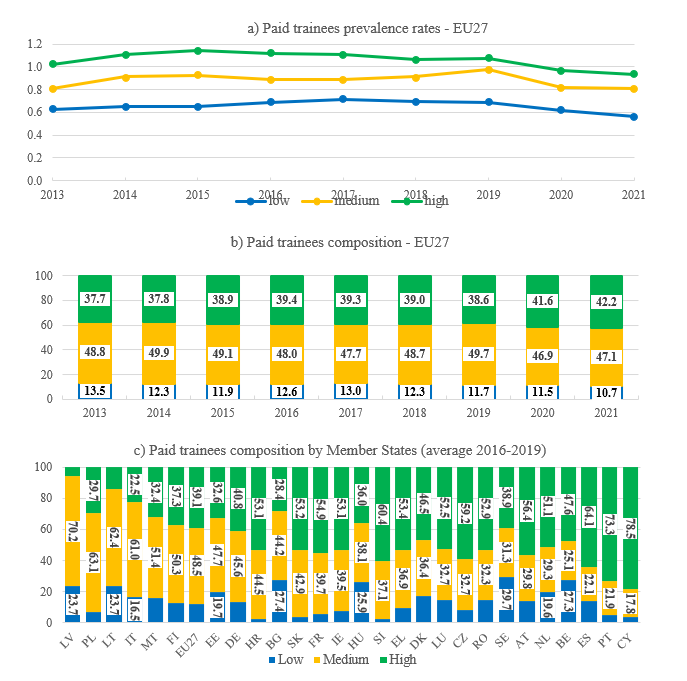 a) Paid trainees prevalence rates - EU27
1.2
1.0
0.8
0.6
0.4
0.2
0.0
2013 2014 2015 2016 2017 2018 2019 2020 2021
low medium high
b) Paid trainees composition - EU27
100
80
60
40
20
0
37.7 37.8 38.9 39.4 39.3 39.0 38.6 41.6 42.2
48.8 49.9 49.1 48.0 47.7 48.7 49.7 46.9 47.1
13.5 12.3 11.9 12.6 13.0 12.3 11.7 11.5 10.7
2013 2014 2015 2016 2017 2018 2019 2020 2021
c) Paid trainees composition by Member States (average 2016-2019)
100
80
60
40
20
0
29.7 22.5 32.4 37.3 39.1 32.6 40.8 53.1 28.4 53.2 54.9 53.1 36.0 60.4 53.4 46.5 52.5 59.2 52.9 38.9 56.4 51.1 47.6 64.1 73.3 78.5
70.2 63.1 62.4 61.0 51.4 50.3 48.5 47.7 45.6 44.5 44.2 42.9 39.7 39.5 38.1 37.1 36.9 36.4 32.7 32.7 32.3 31.3 29.8 29.3 25.1 22.1 21.9 17.8
23.7 23.7 16.5 19.7 27.4 25.9 29.7 19.6 27.3
LV PL LT IT MT FI EU27 EE DE HR BG SK FR IE HU SI EL DK LU CZ RO SE AT NL BE ES PT CY
Low Medium High